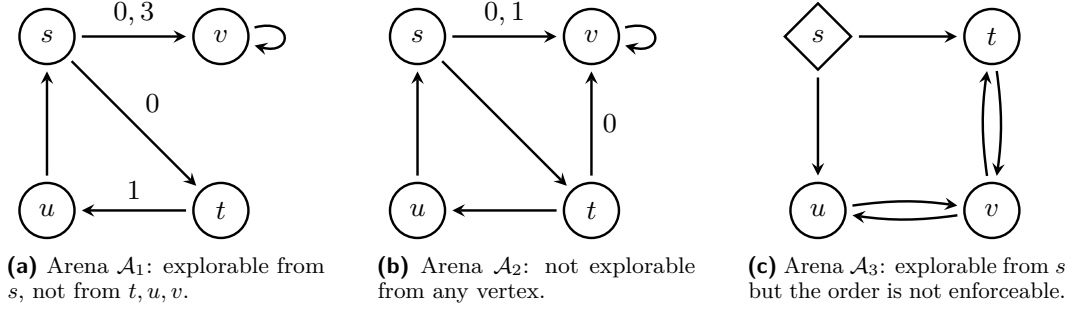 s
0, 3
v
0
u
1
t
(a) Arena 𝒜₁: explorable from
s, not from t, u, v.
s
0, 1
v
0
u
t
(b) Arena 𝒜₂: not explorable
from any vertex.
s
t
u
v
(c) Arena 𝒜₃: explorable from s
but the order is not enforceable.